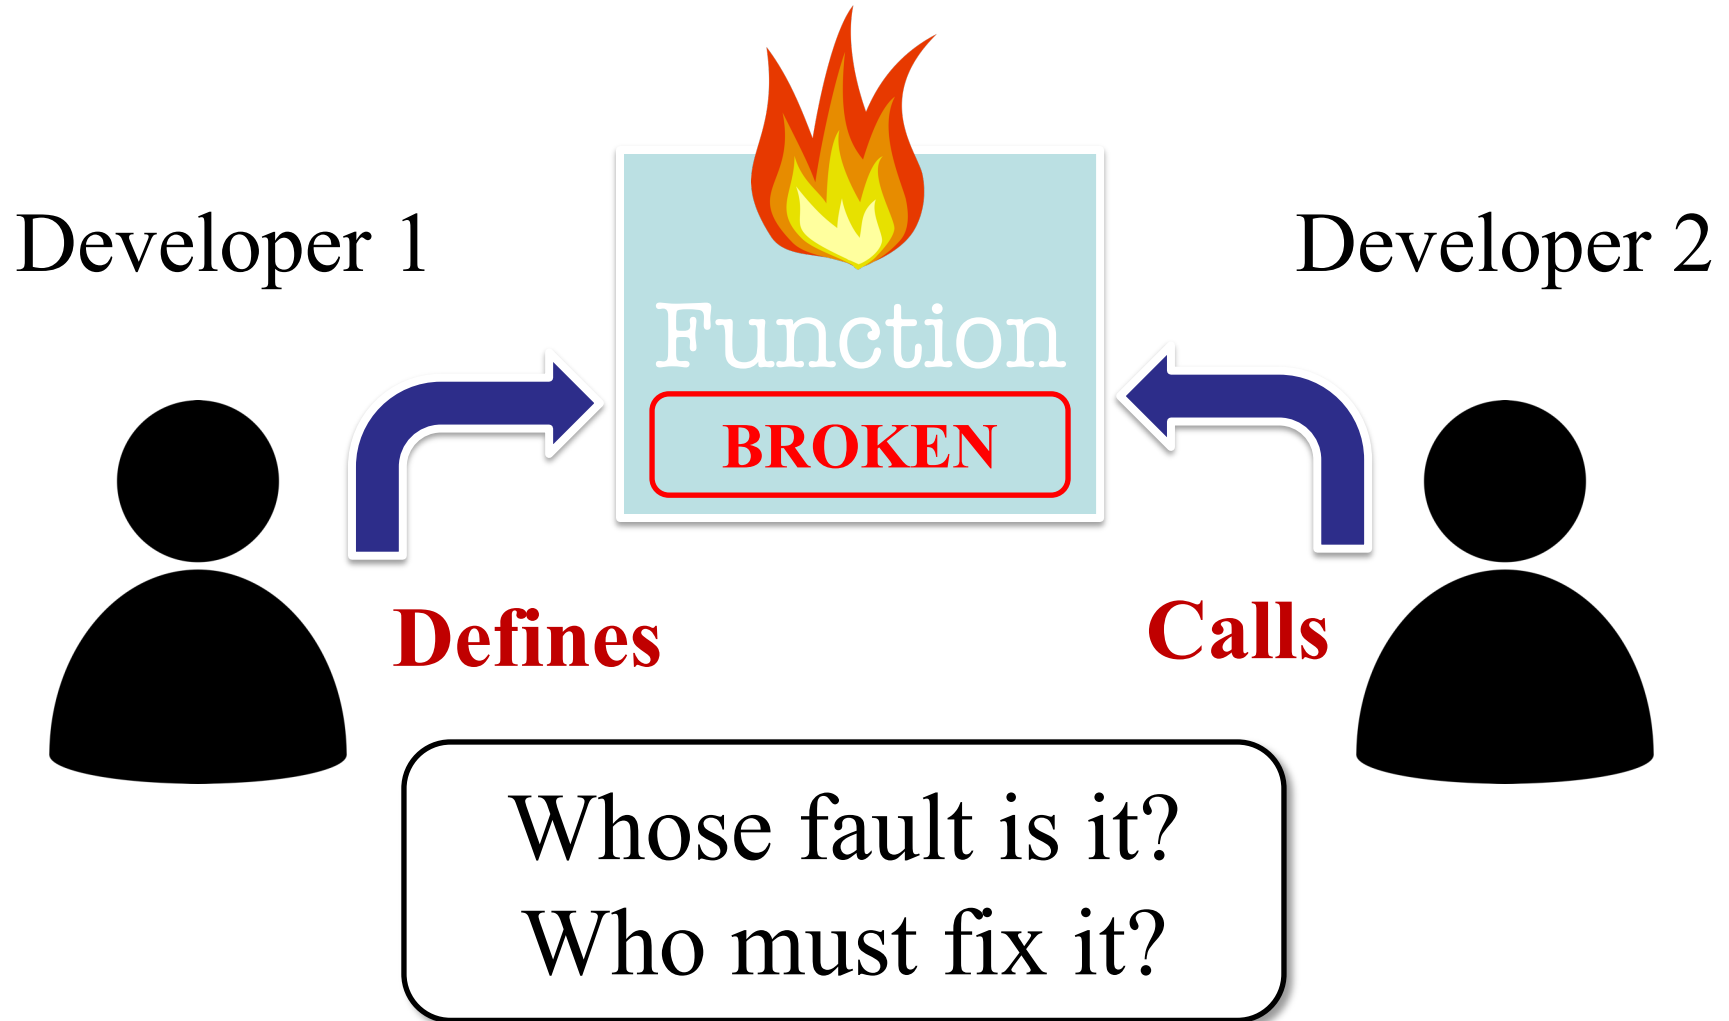 Developer 1
Developer 2
Function
BROKEN
Defines
Calls
Whose fault is it?
Who must fix it?